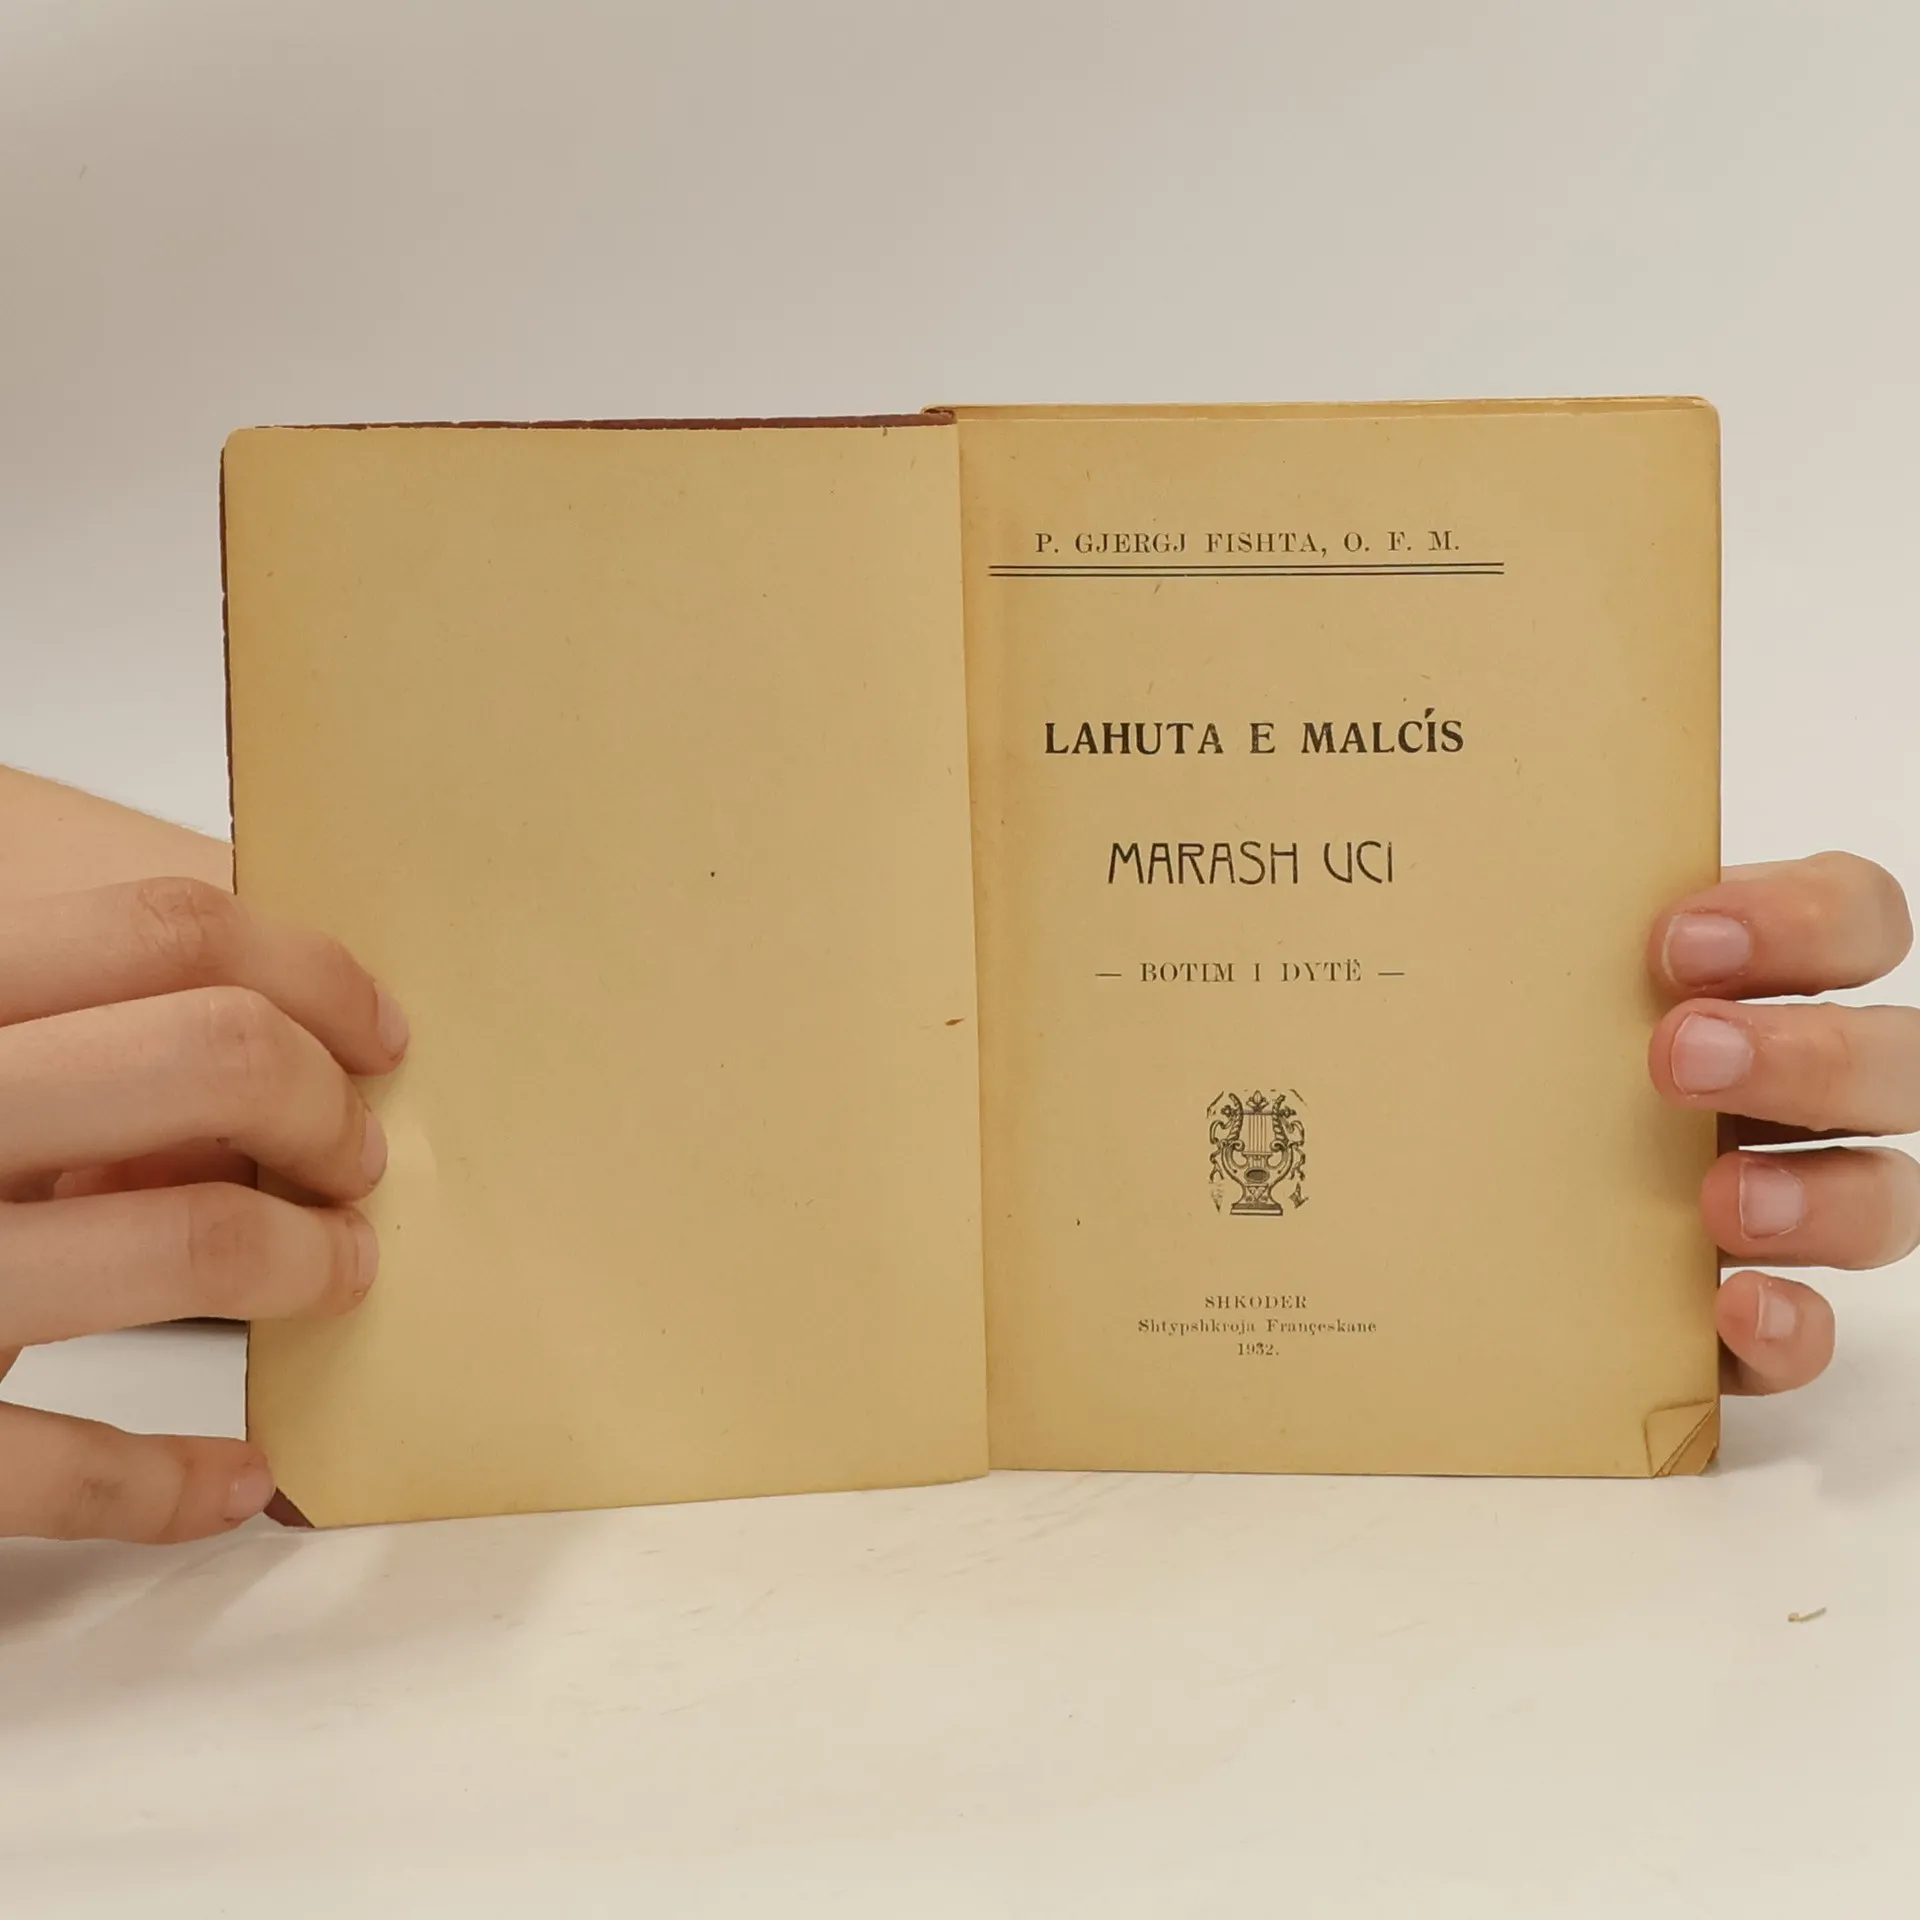 P. GJERGJ FISHTA, O. F. M.
LAHUTA E MALCÍS
MARASH UCI
— BOTIM I DYTË —
SHKODER
Shtypshkroja Françeskane
1932.